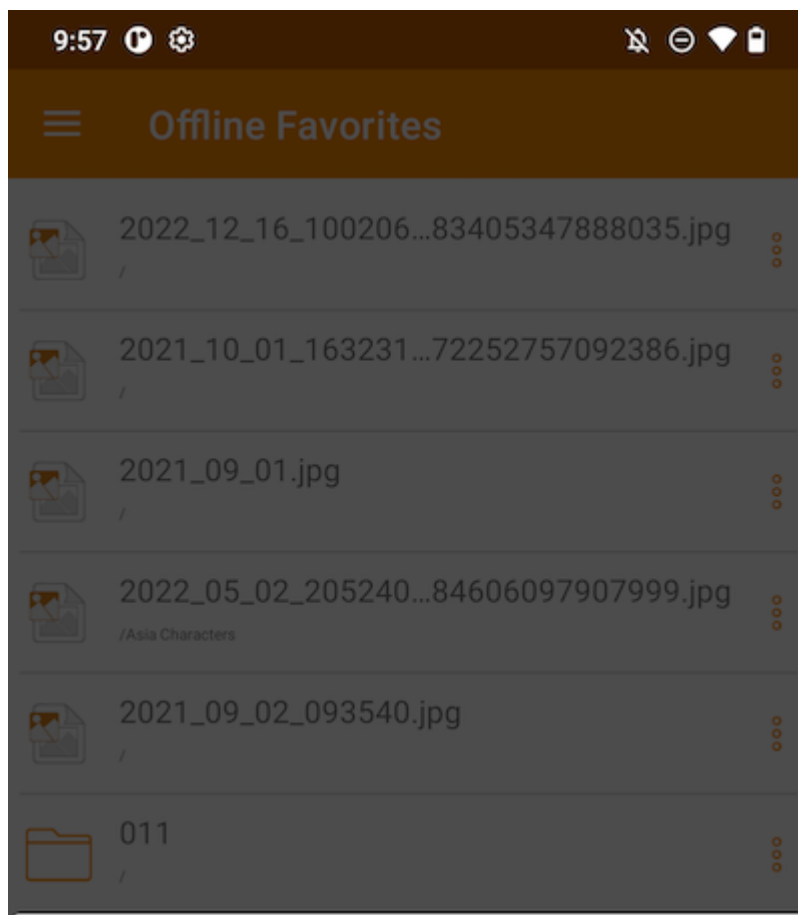 9:57
Offline Favorites
2022_12_16_100206...83405347888035.jpg
/
2021_10_01_163231...72252757092386.jpg
/
2021_09_01.jpg
/
2022_05_02_205240...84606097907999.jpg
/Asia Characters
2021_09_02_093540.jpg
/
011
/